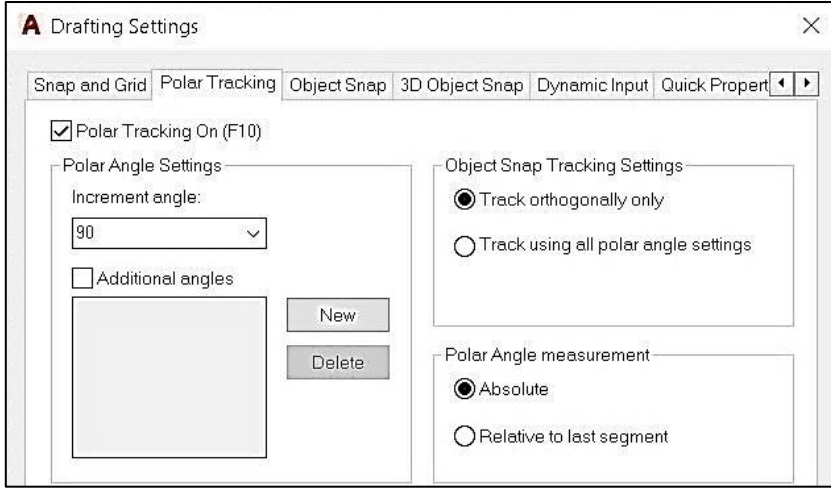 A Drafting Settings
Snap and Grid Polar Tracking Object Snap 3D Object Snap Dynamic Input Quick Propert
Polar Tracking On (F10)
Polar Angle Settings
Increment angle:
90
Additional angles
New
Delete
Object Snap Tracking Settings
Track orthogonally only
Track using all polar angle settings
Polar Angle measurement
Absolute
Relative to last segment